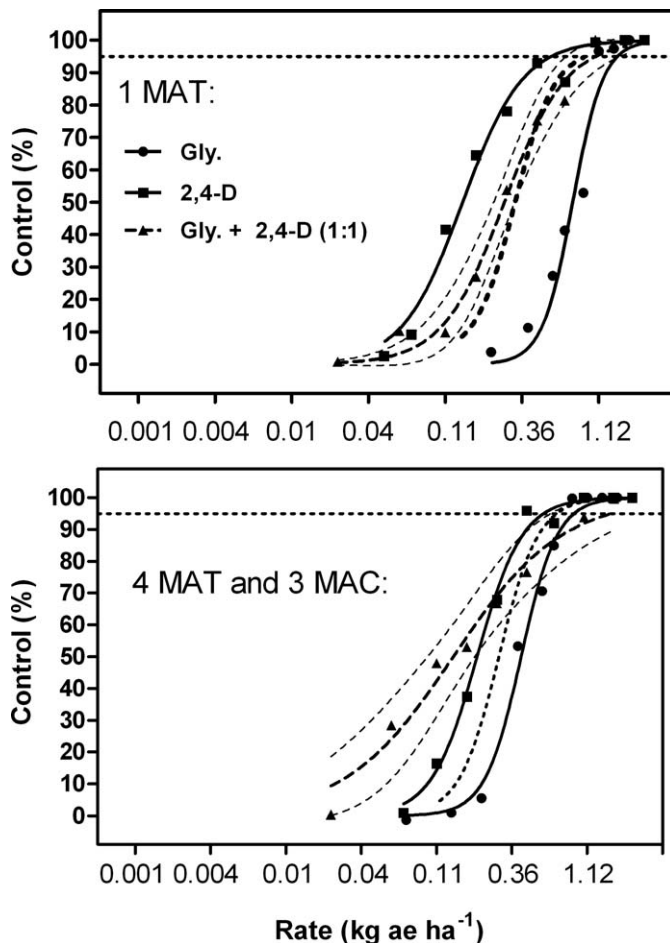 100
90
80
70
60
50
40
30
20
10
0
Control (%)
1 MAT:
Gly.
2,4-D
Gly. + 2,4-D (1:1)
0.001 0.004 0.01 0.04 0.11 0.36 1.12
100
90
80
70
60
50
40
30
20
10
0
Control (%)
4 MAT and 3 MAC:
0.001 0.004 0.01 0.04 0.11 0.36 1.12
Rate (kg ae ha⁻¹)